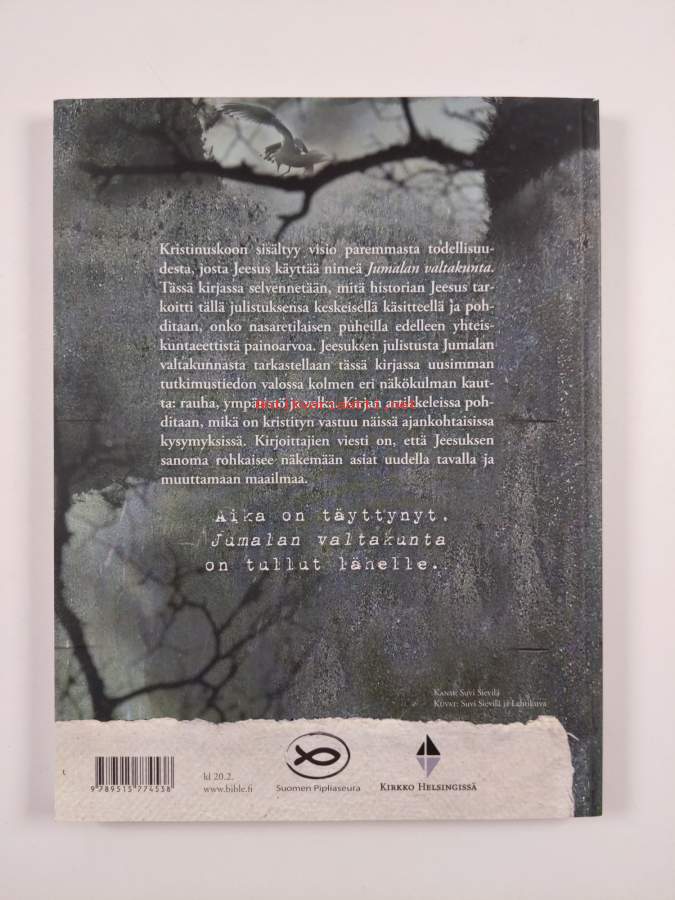 Kristinuskoon sisältyy visio paremmasta todellisuu-
desta, josta Jeesus käyttää nimeä Jumalan valtakunta.
Tässä kirjassa selvennetään, mitä historian Jeesus tar-
koitti tällä julistuksensa keskeisellä käsitteellä ja poh-
ditaan, onko nasaretilaisen puheilla edelleen yhteis-
kuntaeettistä painoarvoa. Jeesuksen julistusta Jumalan
valtakunnasta tarkastellaan tässä kirjassa uusimman
tutkimustiedon valossa kolmen eri näkökulman kaut-
ta: rauha, ympäristö ja velka. Kirjan artikkeleissa poh-
ditaan, mikä on kristityn vastuu näissä ajankohtaisissa
kysymyksissä. Kirjoittajien viesti on, että Jeesuksen
sanoma rohkaisee näkemään asiat uudella tavalla ja
muuttamaan maailmaa.
Aika on täyttynyt.
Jumalan valtakunta
on tullut lähelle.
Kansi: Suvi Sievilä
Kuvat: Suvi Sievilä ja Lehtikuva
9 789515 774538
kl 20.2.
www.bible.fi
Suomen Pipliaseura
Kirkko Helsingissä